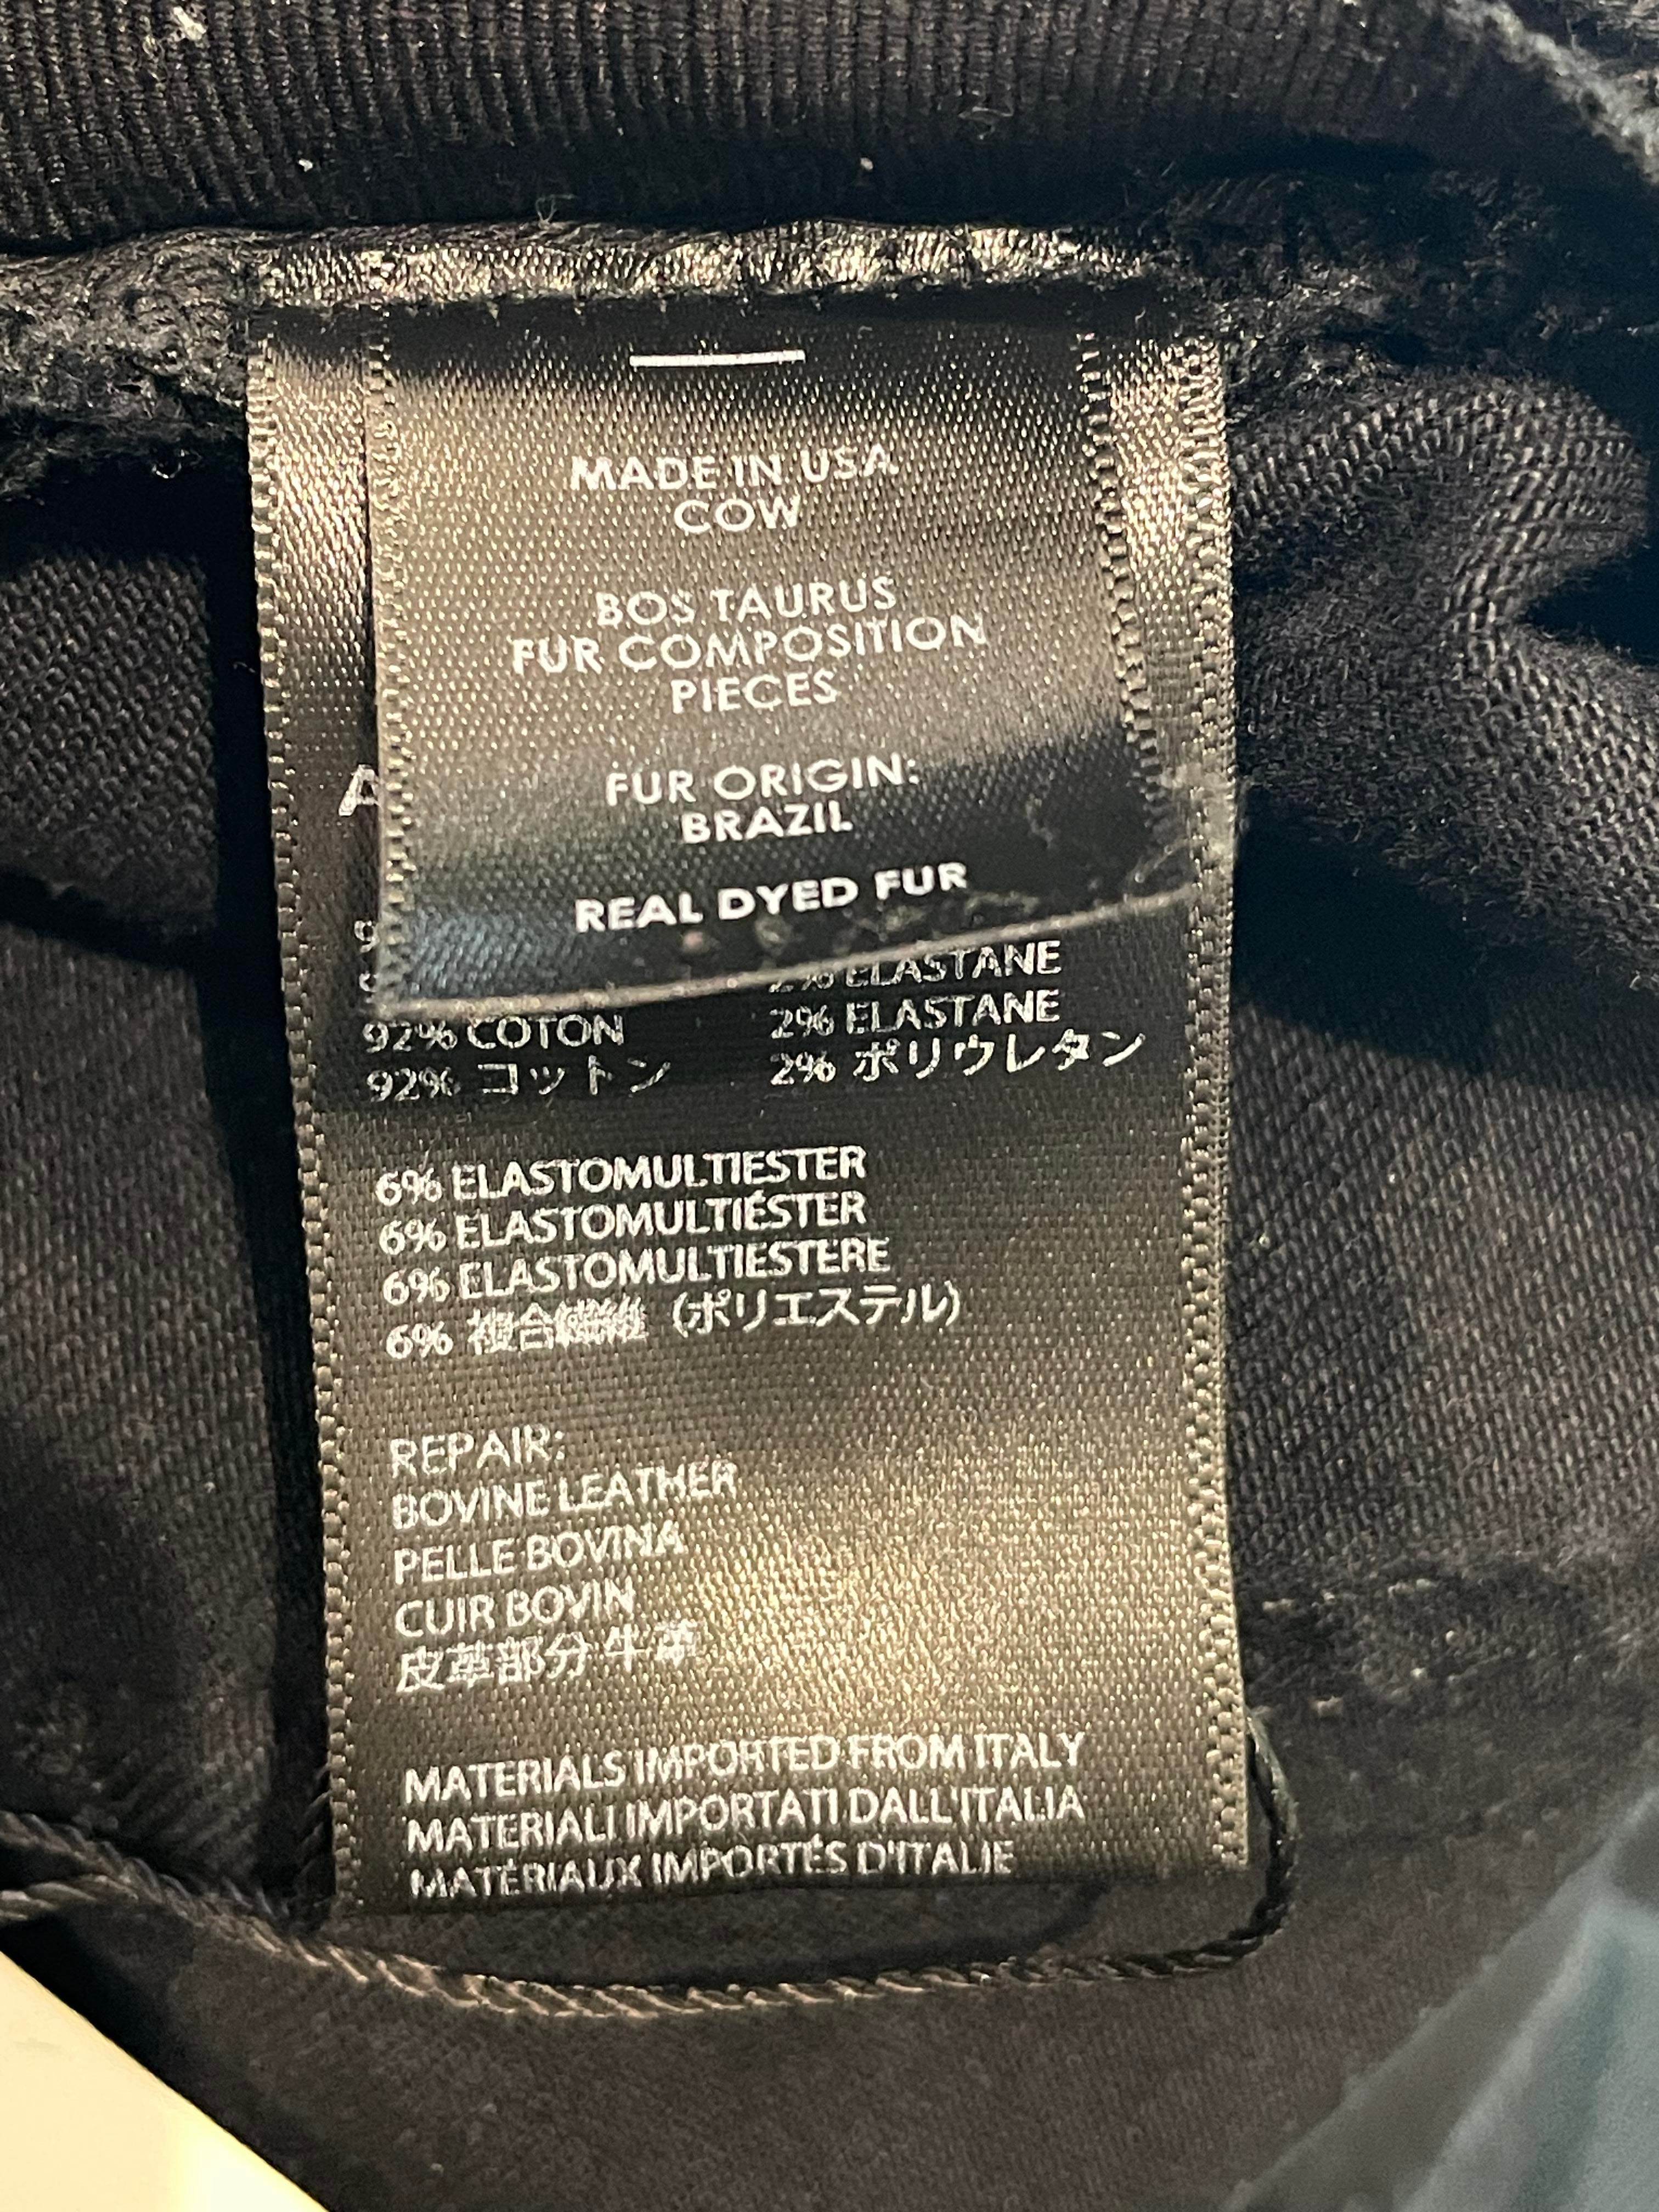 MADE IN USA
COW
BOS TAURUS
FUR COMPOSITION
PIECES
FUR ORIGIN:
BRAZIL
REAL DYED FUR
2% ELASTANE
92% COTON 2% ELASTANE
92% コットン 2% ポリウレタン
6% ELASTOMULTIESTER
6% ELASTOMULTIÉSTER
6% ELASTOMULTIESTERE
6% 複合繊維 (ポリエステル)
REPAIR:
BOVINE LEATHER
PELLE BOVINA
CUIR BOVIN
皮革部分 牛革
MATERIALS IMPORTED FROM ITALY
MATERIALI IMPORTATI DALL'ITALIA
MATÉRIAUX IMPORTÉS D'ITALIE